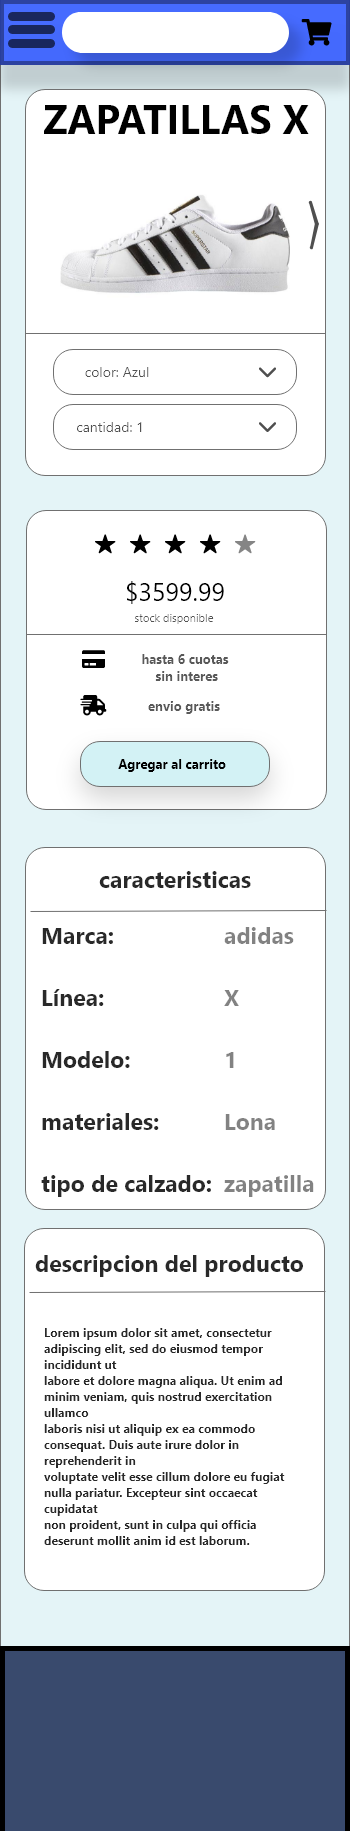 ZAPATILLAS X
color: Azul
cantidad: 1
$3599.99
stock disponible
hasta 6 cuotas
sin interes
envio gratis
Agregar al carrito
caracteristicas
Marca: adidas
Línea: X
Modelo: 1
materiales: Lona
tipo de calzado: zapatilla
descripcion del producto
Lorem ipsum dolor sit amet, consectetur
adipiscing elit, sed do eiusmod tempor
incididunt ut
labore et dolore magna aliqua. Ut enim ad
minim veniam, quis nostrud exercitation
ullamco
laboris nisi ut aliquip ex ea commodo
consequat. Duis aute irure dolor in
reprehenderit in
voluptate velit esse cillum dolore eu fugiat
nulla pariatur. Excepteur sint occaecat
cupidatat
non proident, sunt in culpa qui officia
deserunt mollit anim id est laborum.